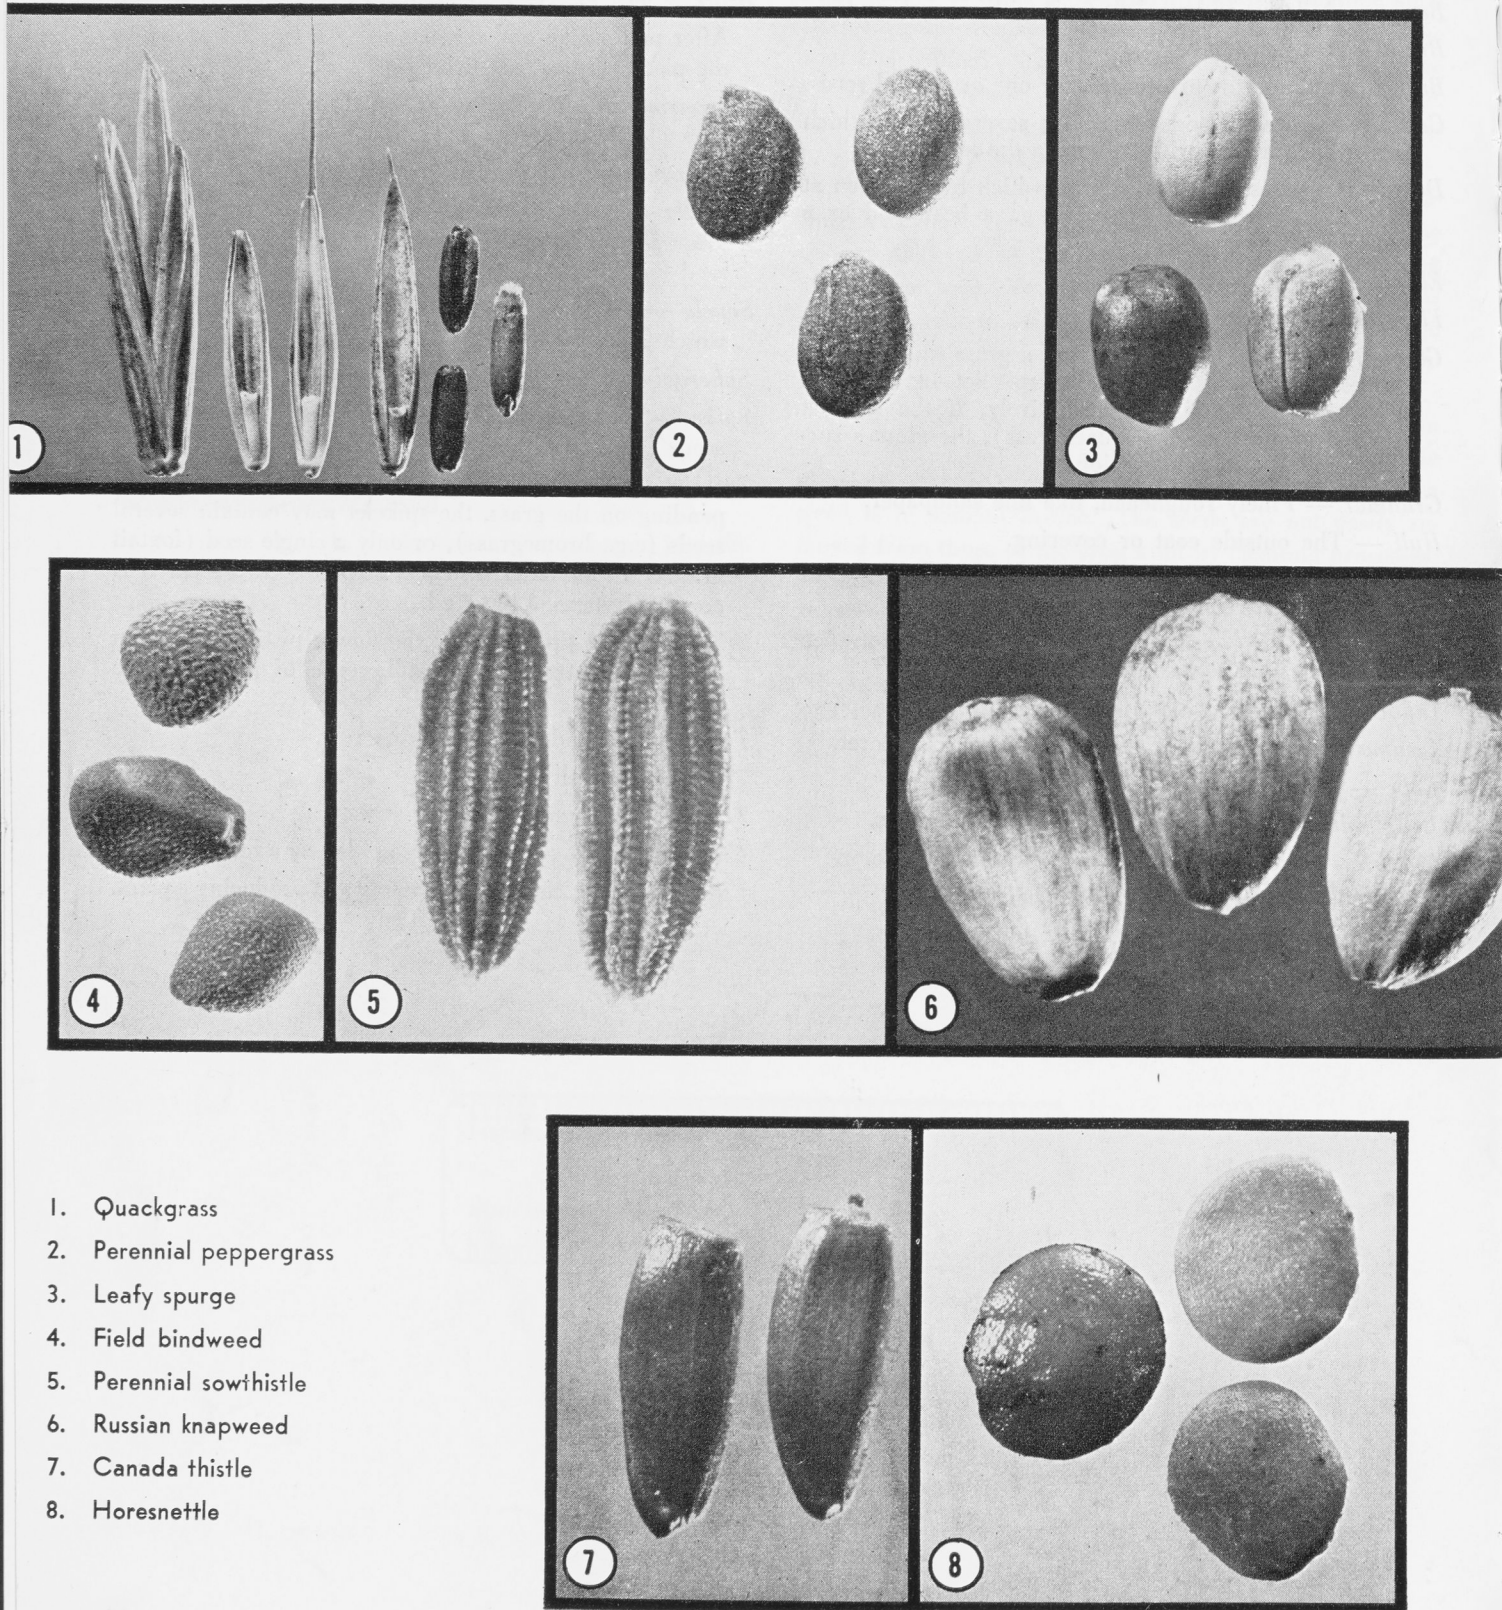 1
2
3
4
5
6
7
8
1. Quackgrass
2. Perennial peppergrass
3. Leafy spurge
4. Field bindweed
5. Perennial sowthistle
6. Russian knapweed
7. Canada thistle
8. Horesnettle